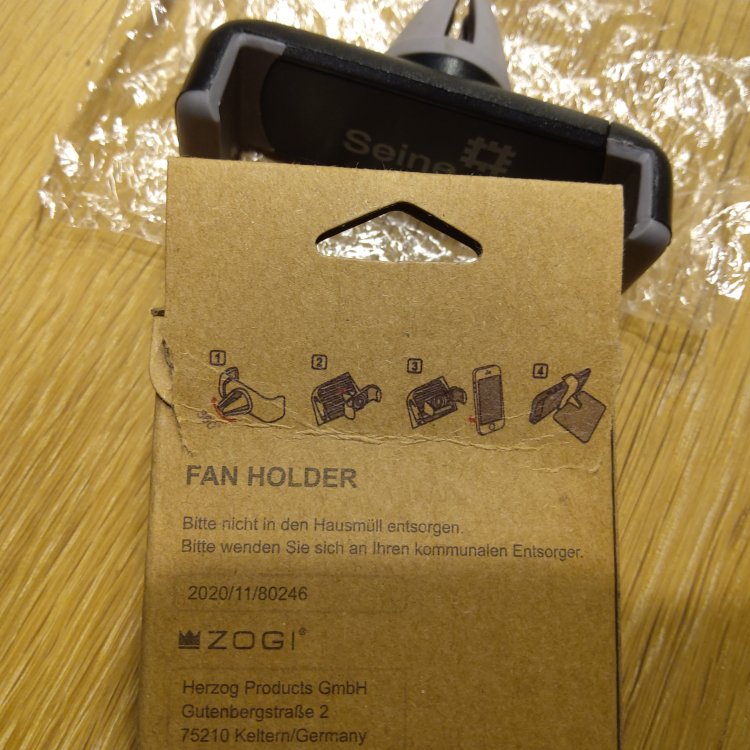 Seine
1
2
3
4
FAN HOLDER
Bitte nicht in den Hausmüll entsorgen.
Bitte wenden Sie sich an Ihren kommunalen Entsorger.
2020/11/80246
ZOGI®
Herzog Products GmbH
Gutenbergstraße 2
75210 Keltern/Germany